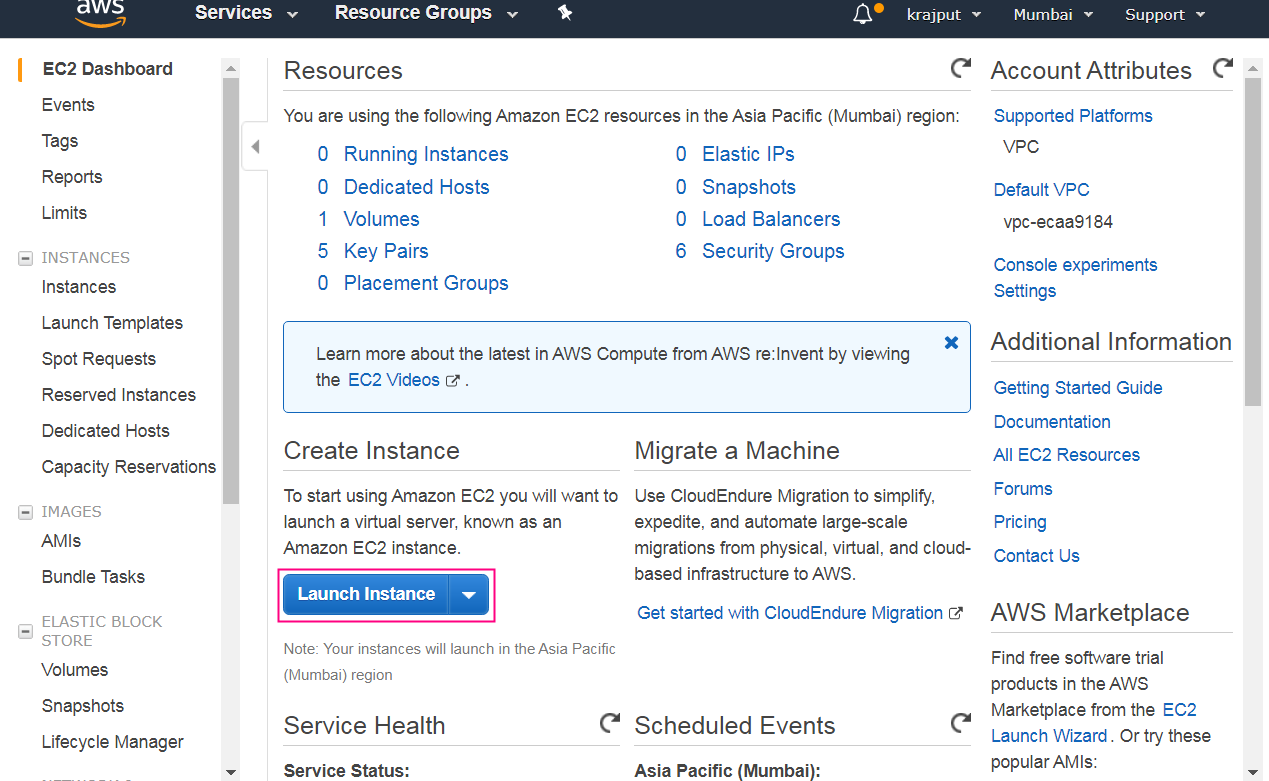 aws
Services
Resource Groups
krajput
Mumbai
Support
EC2 Dashboard
Events
Tags
Reports
Limits
INSTANCES
Instances
Launch Templates
Spot Requests
Reserved Instances
Dedicated Hosts
Capacity Reservations
IMAGES
AMIs
Bundle Tasks
ELASTIC BLOCK
STORE
Volumes
Snapshots
Lifecycle Manager
Resources
You are using the following Amazon EC2 resources in the Asia Pacific (Mumbai) region:
0 Running Instances
0 Elastic IPs
0 Dedicated Hosts
0 Snapshots
1 Volumes
0 Load Balancers
5 Key Pairs
6 Security Groups
0 Placement Groups
Learn more about the latest in AWS Compute from AWS re:Invent by viewing
the EC2 Videos .
Create Instance
To start using Amazon EC2 you will want to
launch a virtual server, known as an
Amazon EC2 instance.
Launch Instance
Note: Your instances will launch in the Asia Pacific
(Mumbai) region
Migrate a Machine
Use CloudEndure Migration to simplify,
expedite, and automate large-scale
migrations from physical, virtual, and cloud-
based infrastructure to AWS.
Get started with CloudEndure Migration
Service Health
Service Status:
Scheduled Events
Asia Pacific (Mumbai):
Account Attributes
Supported Platforms
VPC
Default VPC
vpc-ecaa9184
Console experiments
Settings
Additional Information
Getting Started Guide
Documentation
All EC2 Resources
Forums
Pricing
Contact Us
AWS Marketplace
Find free software trial
products in the AWS
Marketplace from the EC2
Launch Wizard. Or try these
popular AMIs: